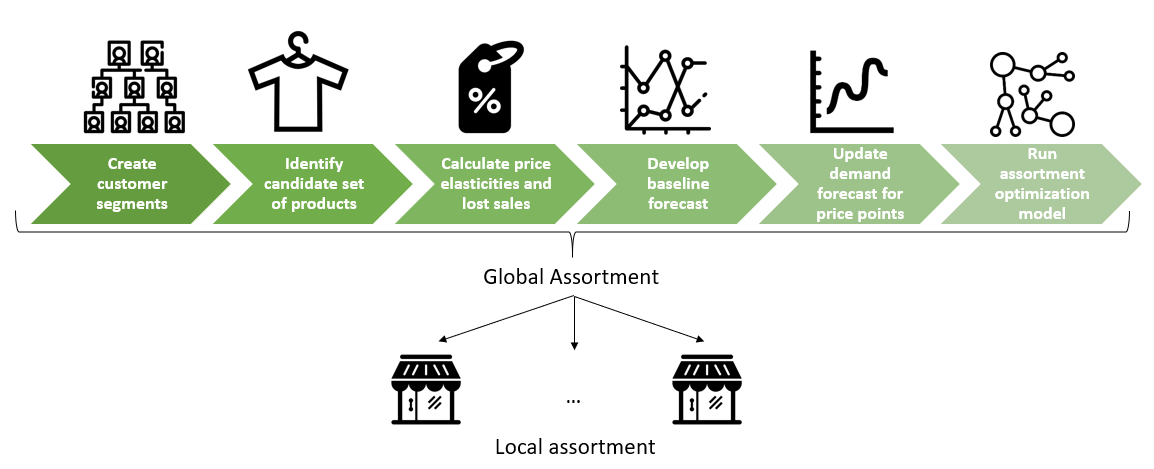 %
Create
customer
segments
Identify
candidate set
of products
Calculate price
elasticities and
lost sales
Develop
baseline
forecast
Update
demand
forecast for
price points
Run
assortment
optimization
model
Global Assortment
...
Local assortment